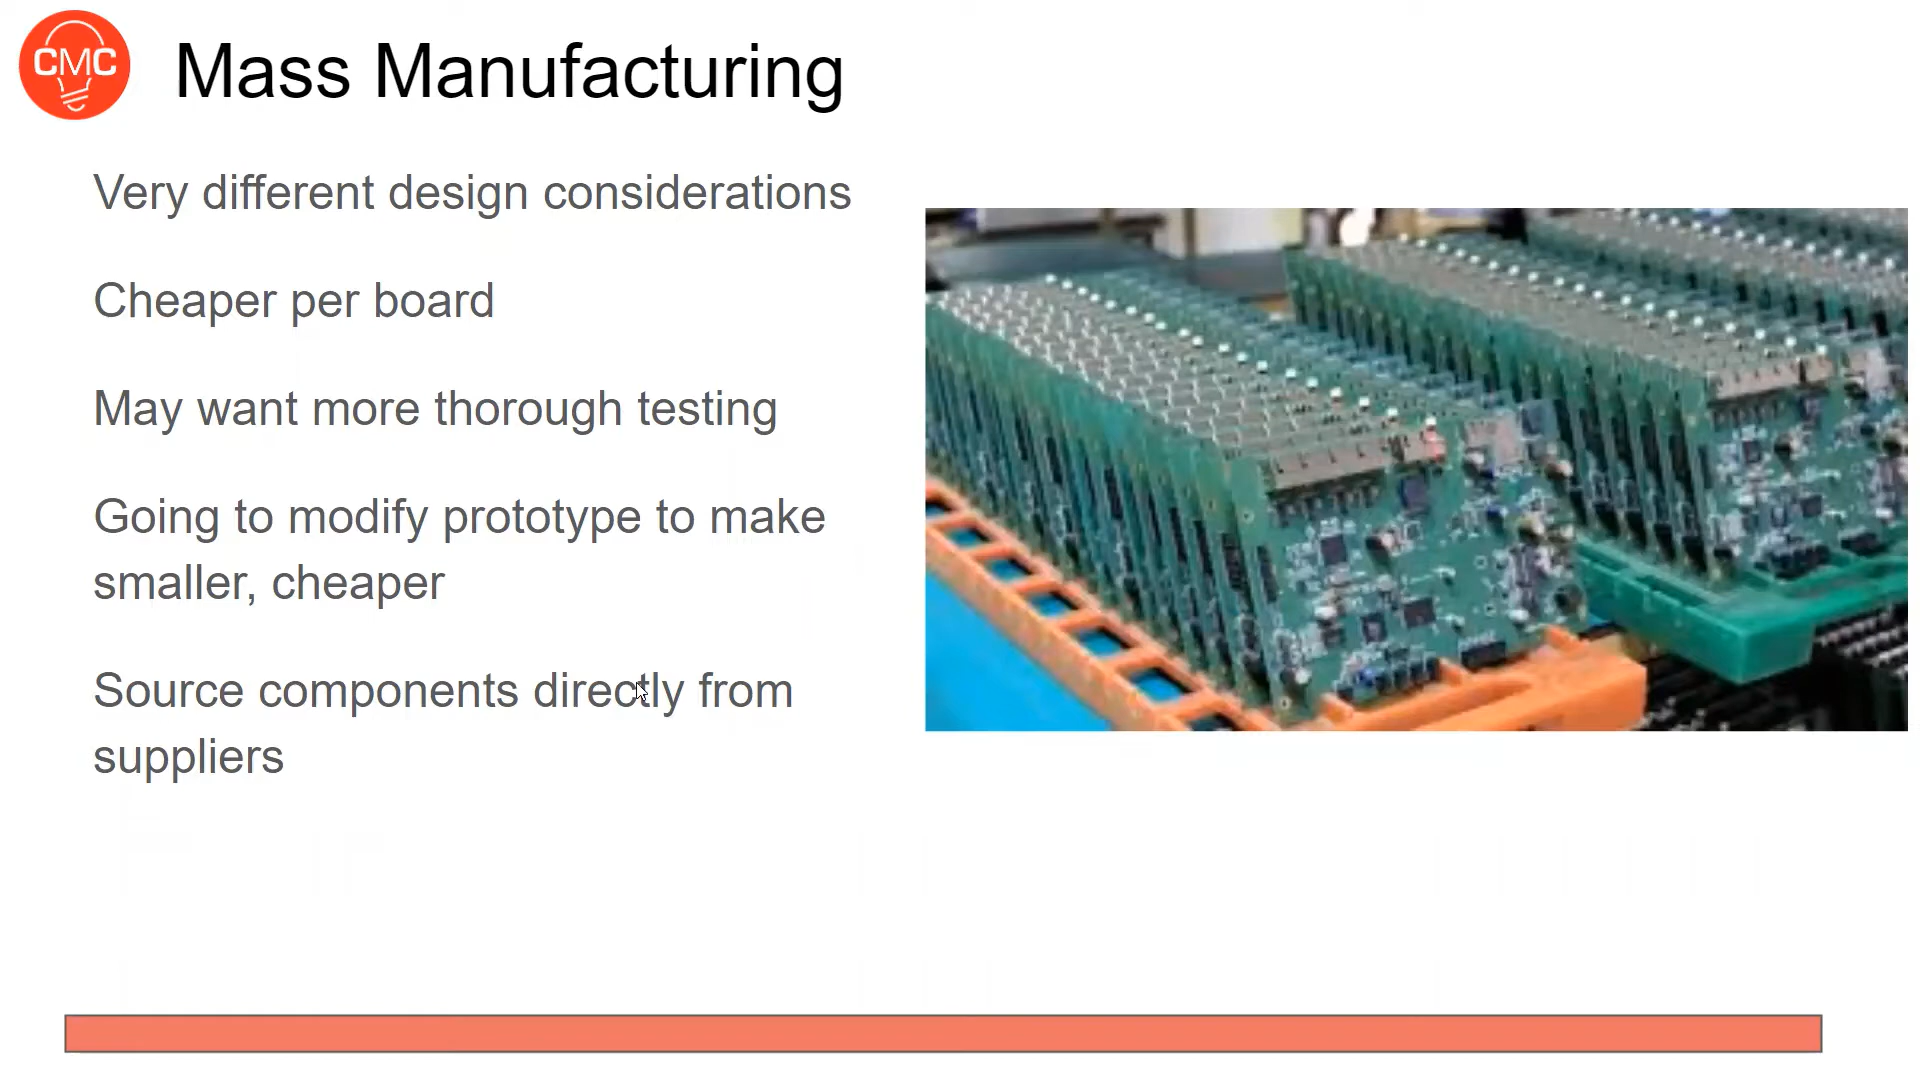 CMC
Mass Manufacturing
Very different design considerations
Cheaper per board
May want more thorough testing
Going to modify prototype to make
smaller, cheaper
Source components directly from
suppliers